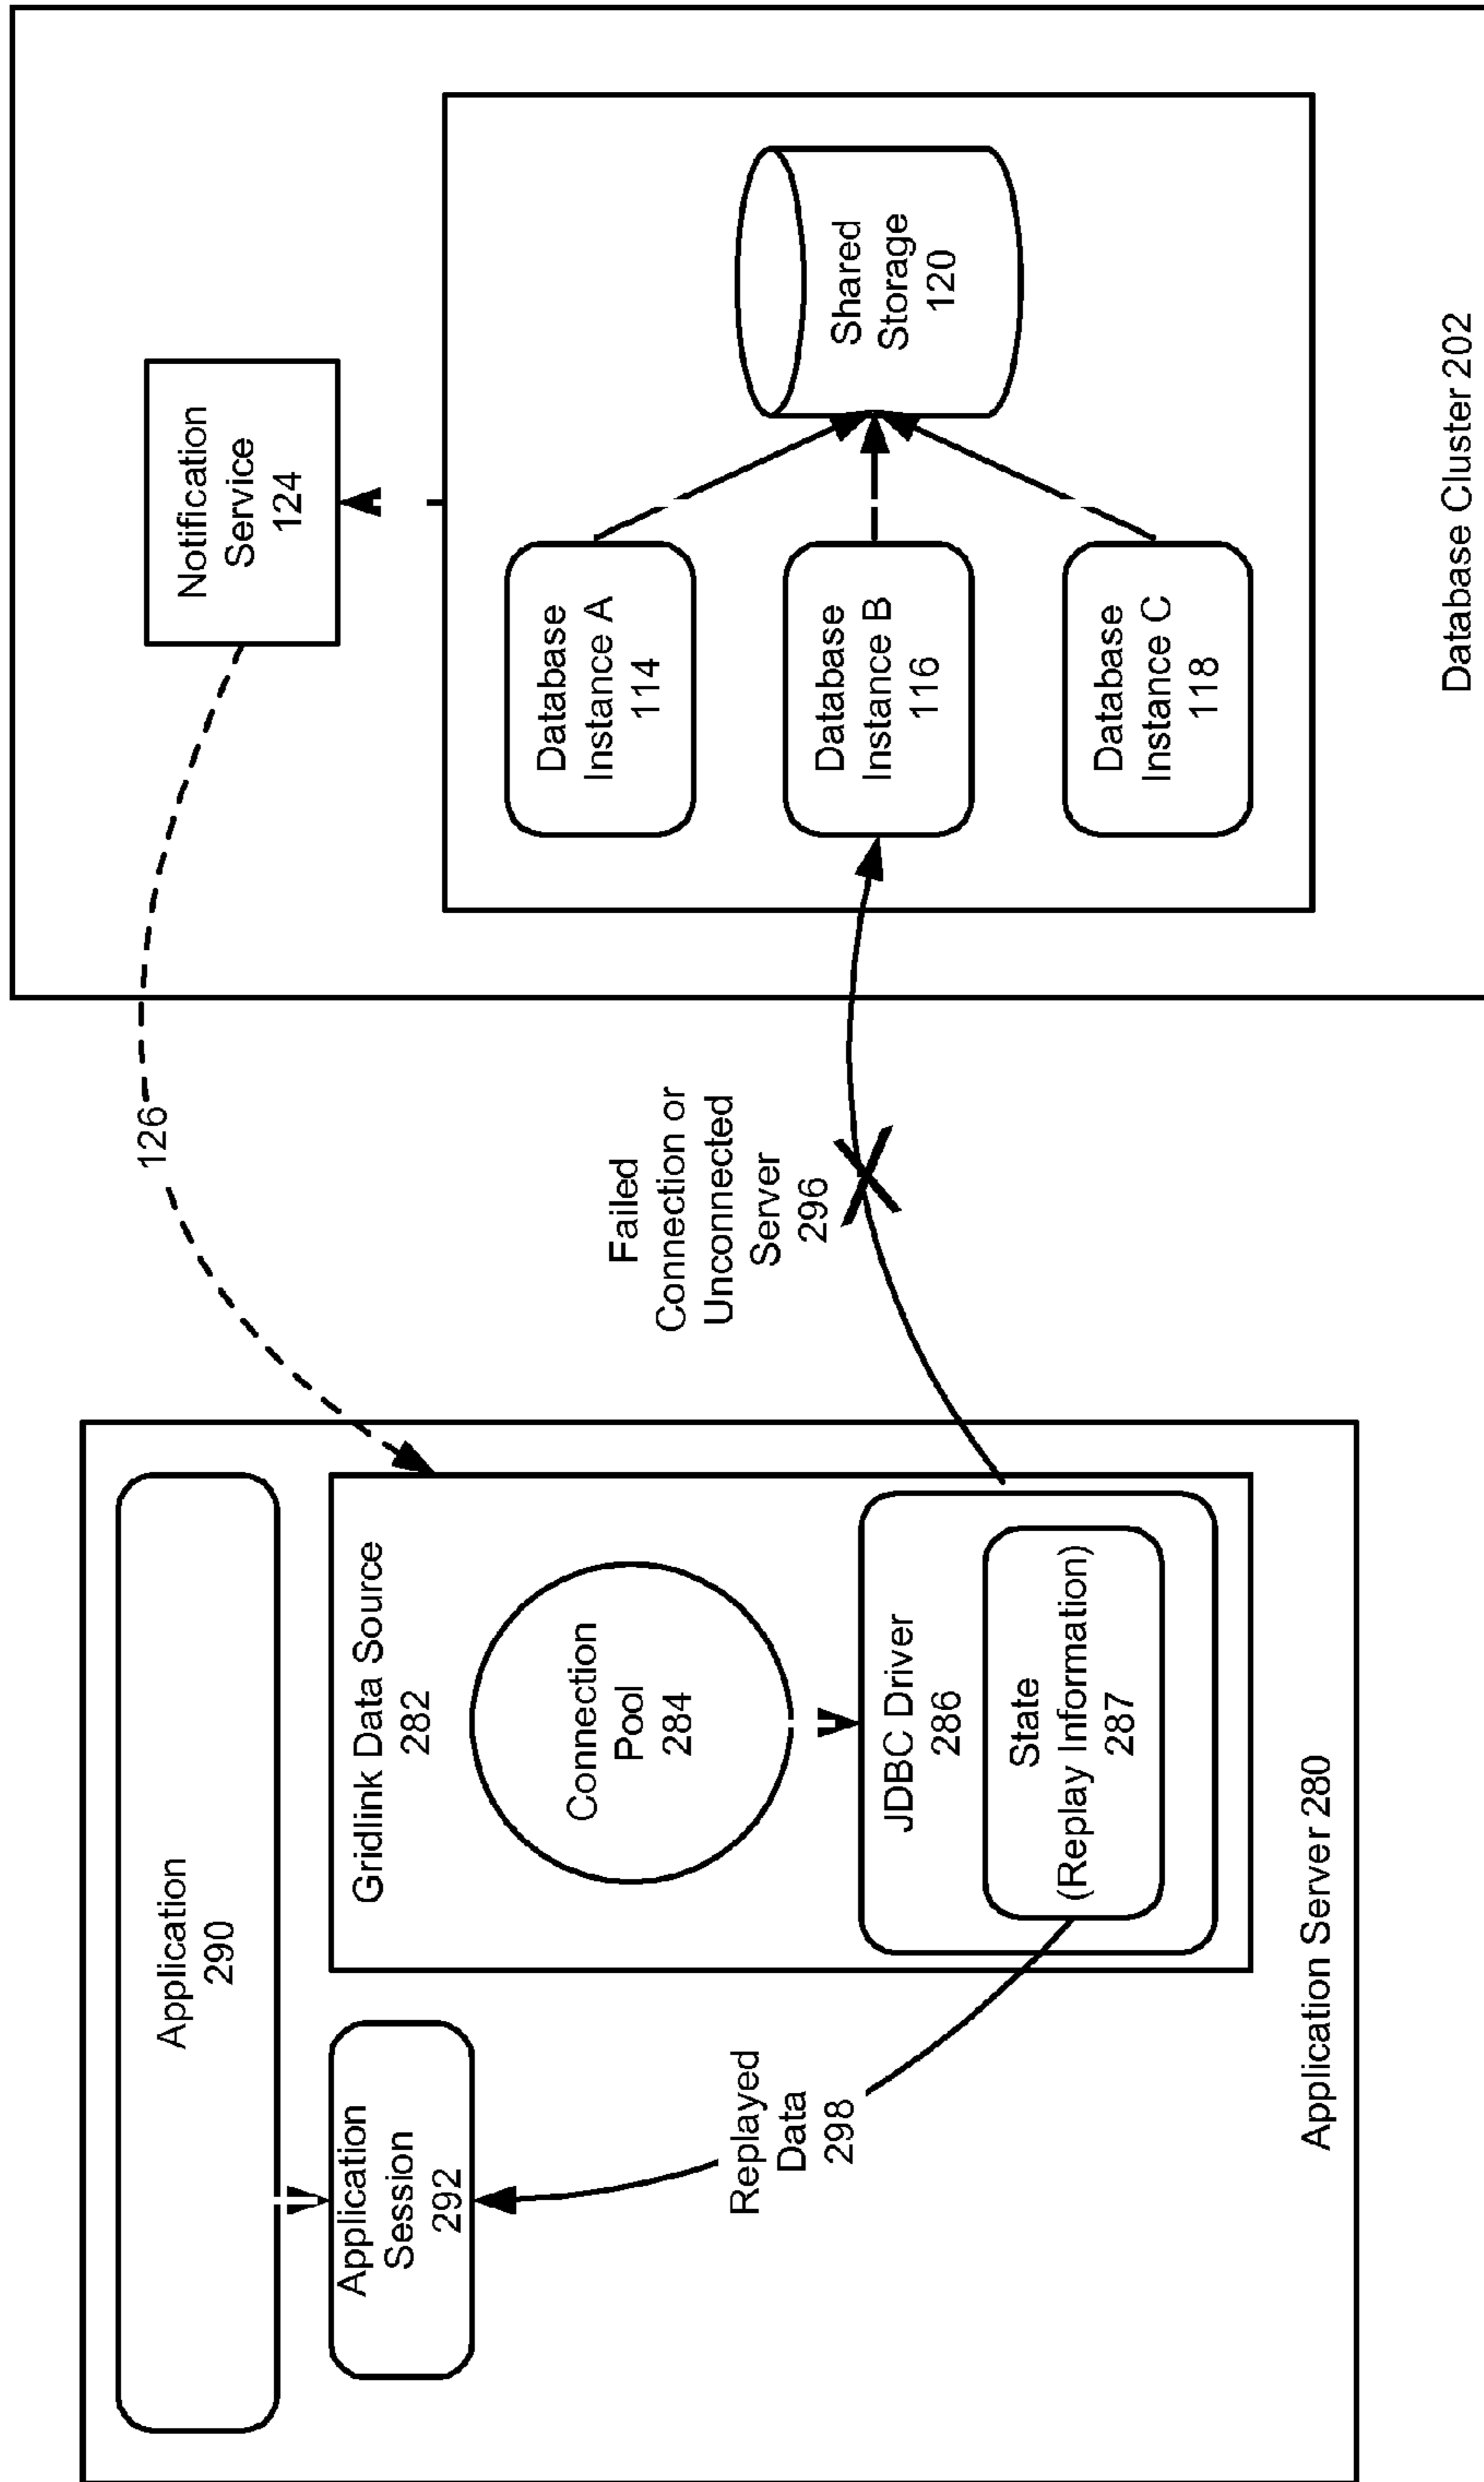 Application
290
Application
Session
292
Gridlink Data Source
282
Connection
Pool
284
JDBC Driver
286
State
(Replay Information)
287
Replayed
Data
298
Application Server 280
126
Failed
Connection or
Unconnected
Server
296
Notification
Service
124
Database
Instance A
114
Database
Instance B
116
Database
Instance C
118
Shared
Storage
120
Database Cluster 202